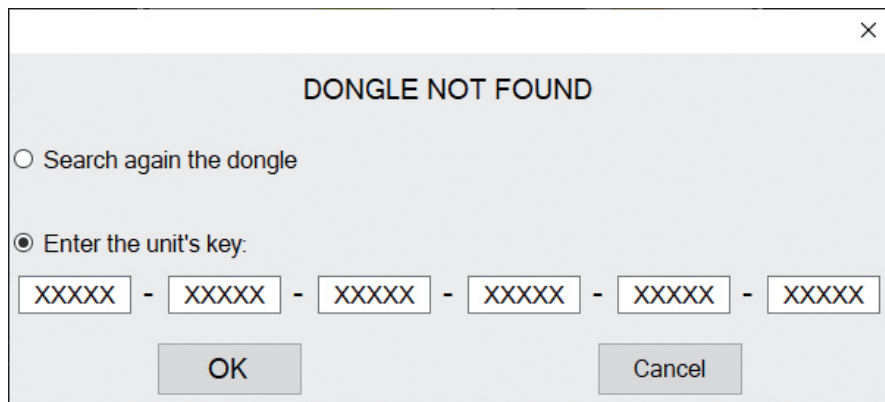 DONGLE NOT FOUND
Search again the dongle
Enter the unit's key:
XXXXX - XXXXX - XXXXX - XXXXX - XXXXX - XXXXX
OK Cancel